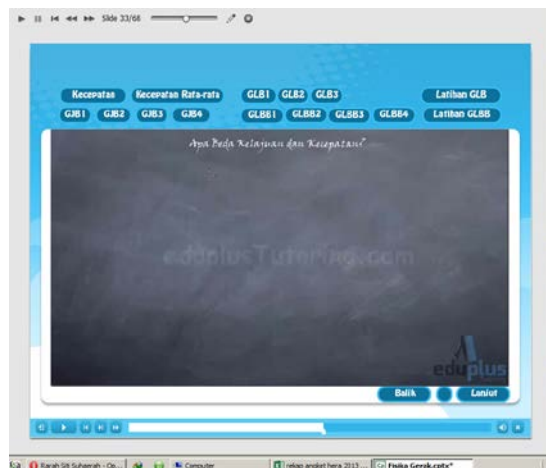 Slide 33/68
Kecepatan Kecepatan Rata-rata GLB1 GLB2 GLB3 Latihan GLB
GJB1 GJB2 GJB3 GJB4 GLBB1 GLBB2 GLBB3 GLBB4 Latihan GLBB
Apa Beda Kelajuan dan Kecepatan?
eduplusTutoring.com
eduplus
Balik Lanjut
Computer Fisika Gerak.cptx*